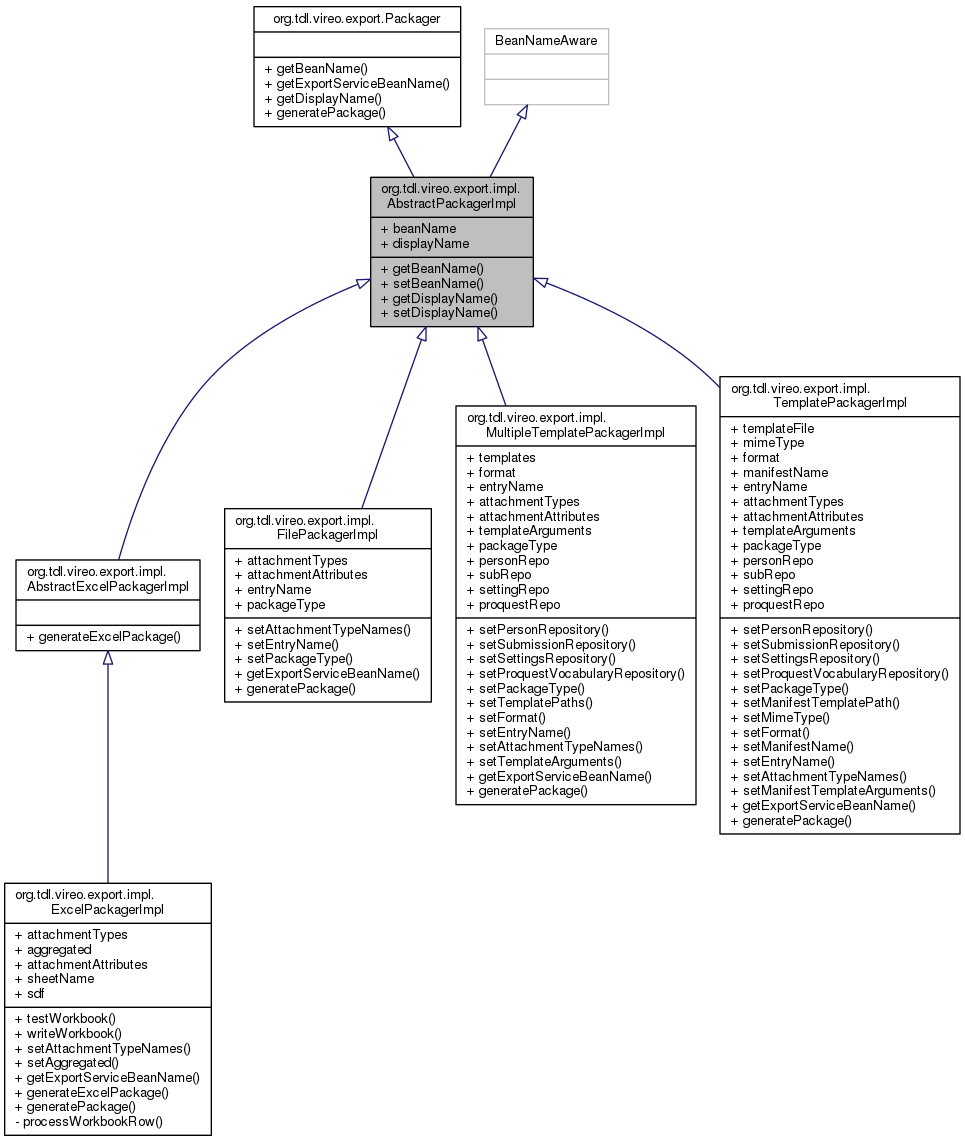 org.tdl.vireo.export.Packager
+ getBeanName()
+ getExportServiceBeanName()
+ getDisplayName()
+ generatePackage()
BeanNameAware
org.tdl.vireo.export.impl.
AbstractPackagerImpl
+ beanName
+ displayName
+ getBeanName()
+ setBeanName()
+ getDisplayName()
+ setDisplayName()
org.tdl.vireo.export.impl.
AbstractExcelPackagerImpl
+ generateExcelPackage()
org.tdl.vireo.export.impl.
FilePackagerImpl
+ attachmentTypes
+ attachmentAttributes
+ entryName
+ packageType
+ setAttachmentTypeNames()
+ setEntryName()
+ setPackageType()
+ getExportServiceBeanName()
+ generatePackage()
org.tdl.vireo.export.impl.
MultipleTemplatePackagerImpl
+ templates
+ format
+ entryName
+ attachmentTypes
+ attachmentAttributes
+ templateArguments
+ packageType
+ personRepo
+ subRepo
+ settingRepo
+ proquestRepo
+ setPersonRepository()
+ setSubmissionRepository()
+ setSettingsRepository()
+ setProquestVocabularyRepository()
+ setPackageType()
+ setTemplatePaths()
+ setFormat()
+ setEntryName()
+ setAttachmentTypeNames()
+ setTemplateArguments()
+ getExportServiceBeanName()
+ generatePackage()
org.tdl.vireo.export.impl.
TemplatePackagerImpl
+ templateFile
+ mimeType
+ format
+ manifestName
+ entryName
+ attachmentTypes
+ attachmentAttributes
+ templateArguments
+ packageType
+ personRepo
+ subRepo
+ settingRepo
+ proquestRepo
+ setPersonRepository()
+ setSubmissionRepository()
+ setSettingsRepository()
+ setProquestVocabularyRepository()
+ setPackageType()
+ setManifestTemplatePath()
+ setMimeType()
+ setFormat()
+ setManifestName()
+ setEntryName()
+ setAttachmentTypeNames()
+ setManifestTemplateArguments()
+ getExportServiceBeanName()
+ generatePackage()
org.tdl.vireo.export.impl.
ExcelPackagerImpl
+ attachmentTypes
+ aggregated
+ attachmentAttributes
+ sheetName
+ sdf
+ testWorkbook()
+ writeWorkbook()
+ setAttachmentTypeNames()
+ setAggregated()
+ getExportServiceBeanName()
+ generateExcelPackage()
+ generatePackage()
- processWorkbookRow()